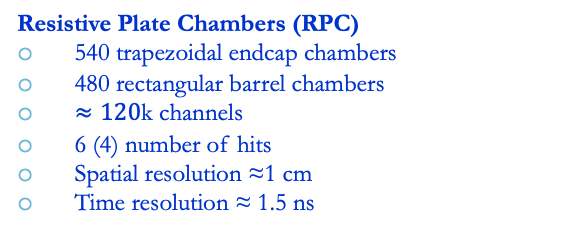 Resistive Plate Chambers (RPC)
540 trapezoidal endcap chambers
480 rectangular barrel chambers
≈ 120k channels
6 (4) number of hits
Spatial resolution ≈1 cm
Time resolution ≈ 1.5 ns